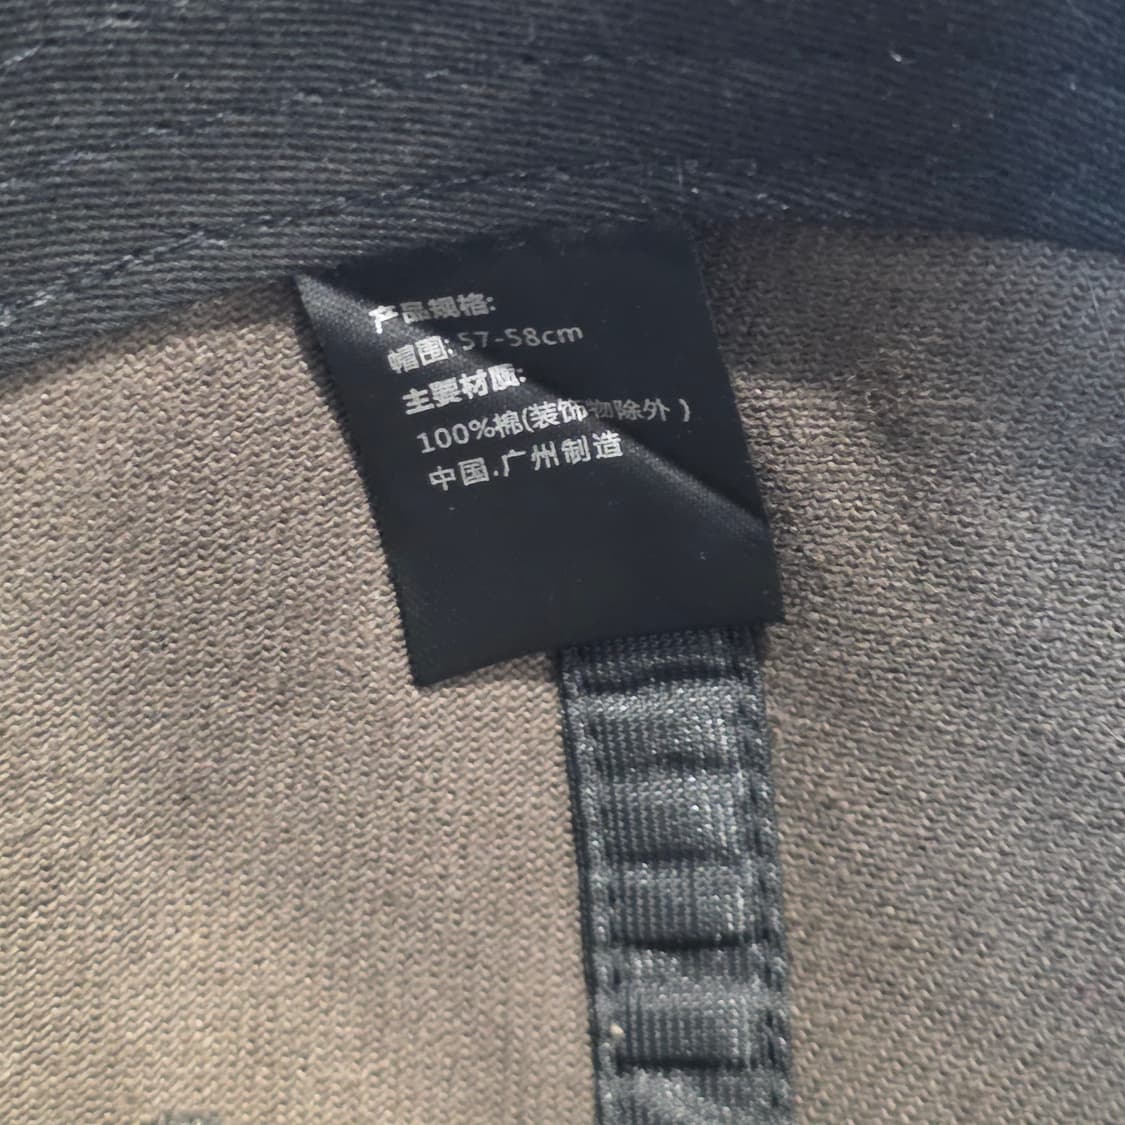 产品规格:
帽围: 57-58cm
主要材质:
100%棉(装饰物除外 )
中国.广州制造